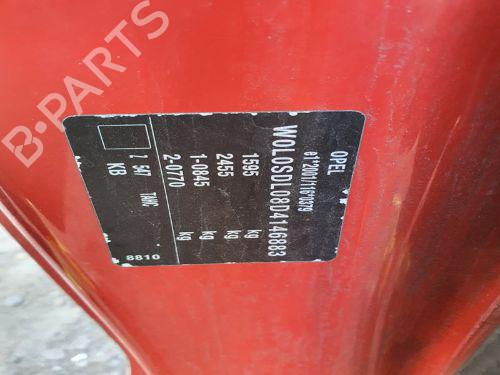 B-PARTS
OPEL
e1*2001/116*0379
W0L0SDL08D4146883
1595 kg
2455 kg
1-0845 kg
2-0770
Z 547 TAHC
KB
8810